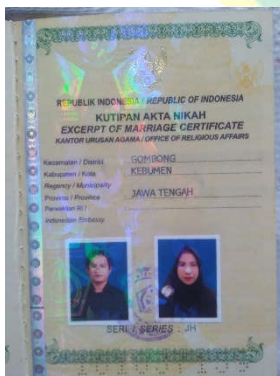 REPUBLIK INDONESIA / REPUBLIC OF INDONESIA
KUTIPAN AKTA NIKAH
EXCERPT OF MARRIAGE CERTIFICATE
KANTOR URUSAN AGAMA / OFFICE OF RELIGIOUS AFFAIRS
Kecamatan / District GOMBONG
Kabupaten / Kota KEBUMEN
Regency / Municipality
Provinsi / Province JAWA TENGAH
Perwakilan RI /
Indonesian Embassy
SERI / SERIES : JH